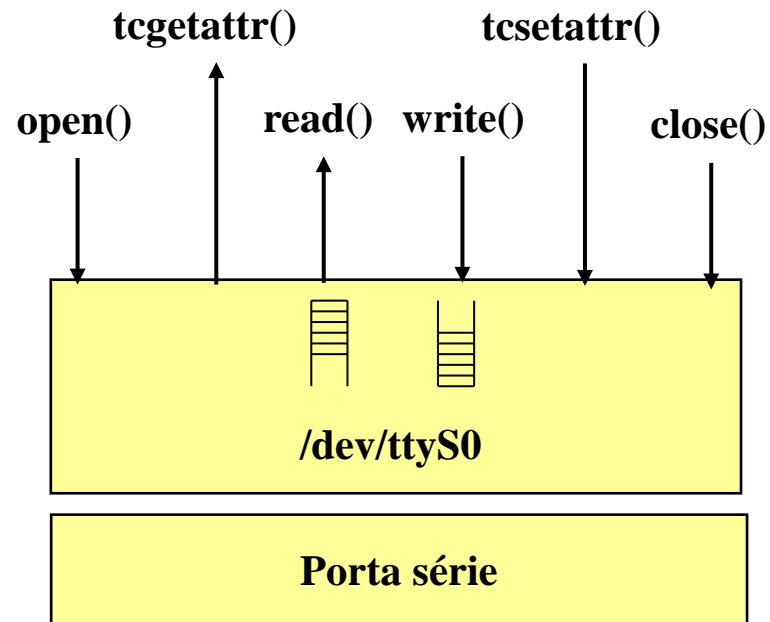 tcgetattr() tcsetattr()
open() read() write() close()
/dev/ttyS0
Porta série